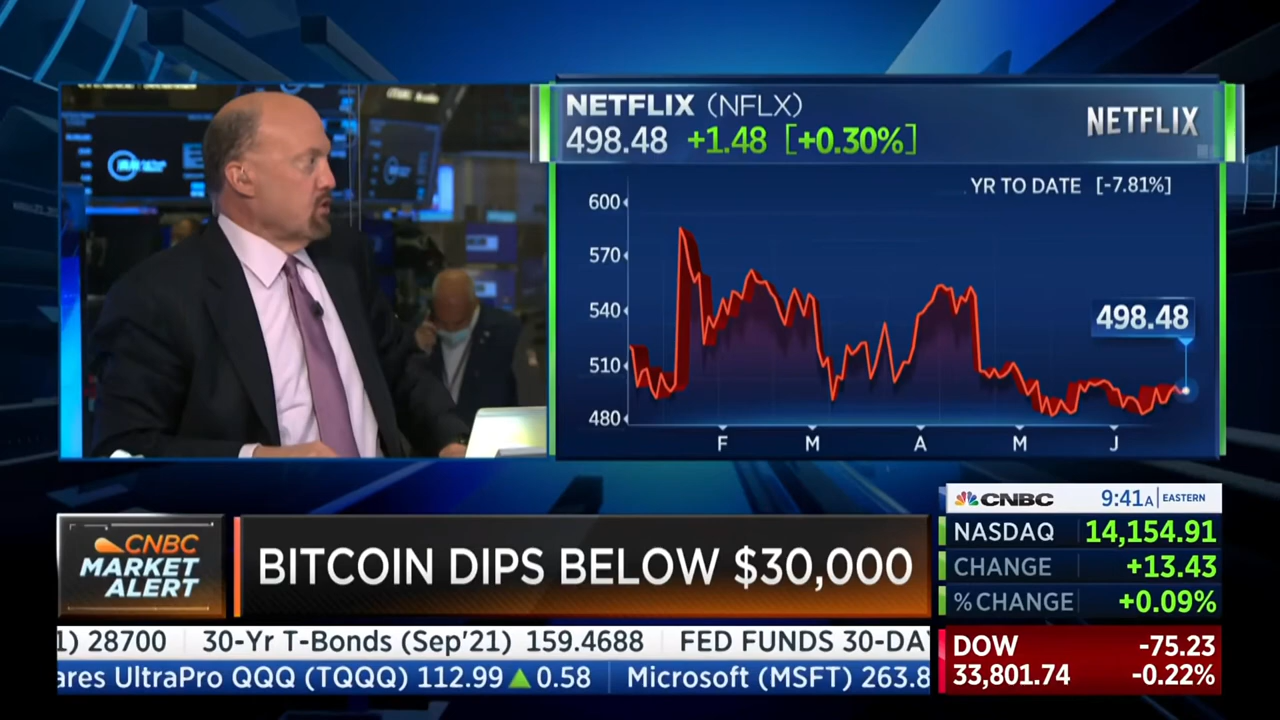 NETFLIX (NFLX)
498.48 +1.48 [+0.30%]
NETFLIX
YR TO DATE [-7.81%]
600
570
540
510
480
498.48
F M A M J
CNBC
MARKET
ALERT
BITCOIN DIPS BELOW $30,000
CNBC 9:41A EASTERN
NASDAQ 14,154.91
CHANGE +13.43
% CHANGE +0.09%
DOW -75.23
33,801.74 -0.22%
1) 28700 30-Yr T-Bonds (Sep'21) 159.4688 FED FUNDS 30-DA
ares UltraPro QQQ (TQQQ) 112.99 ▲ 0.58 Microsoft (MSFT) 263.8